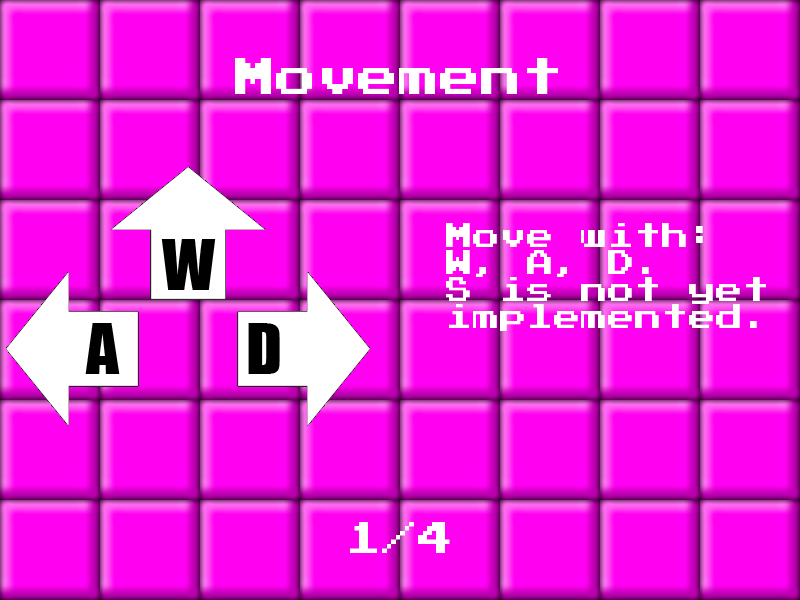 Movement
W
A D
Move with:
W, A, D.
S is not yet
implemented.
1/4